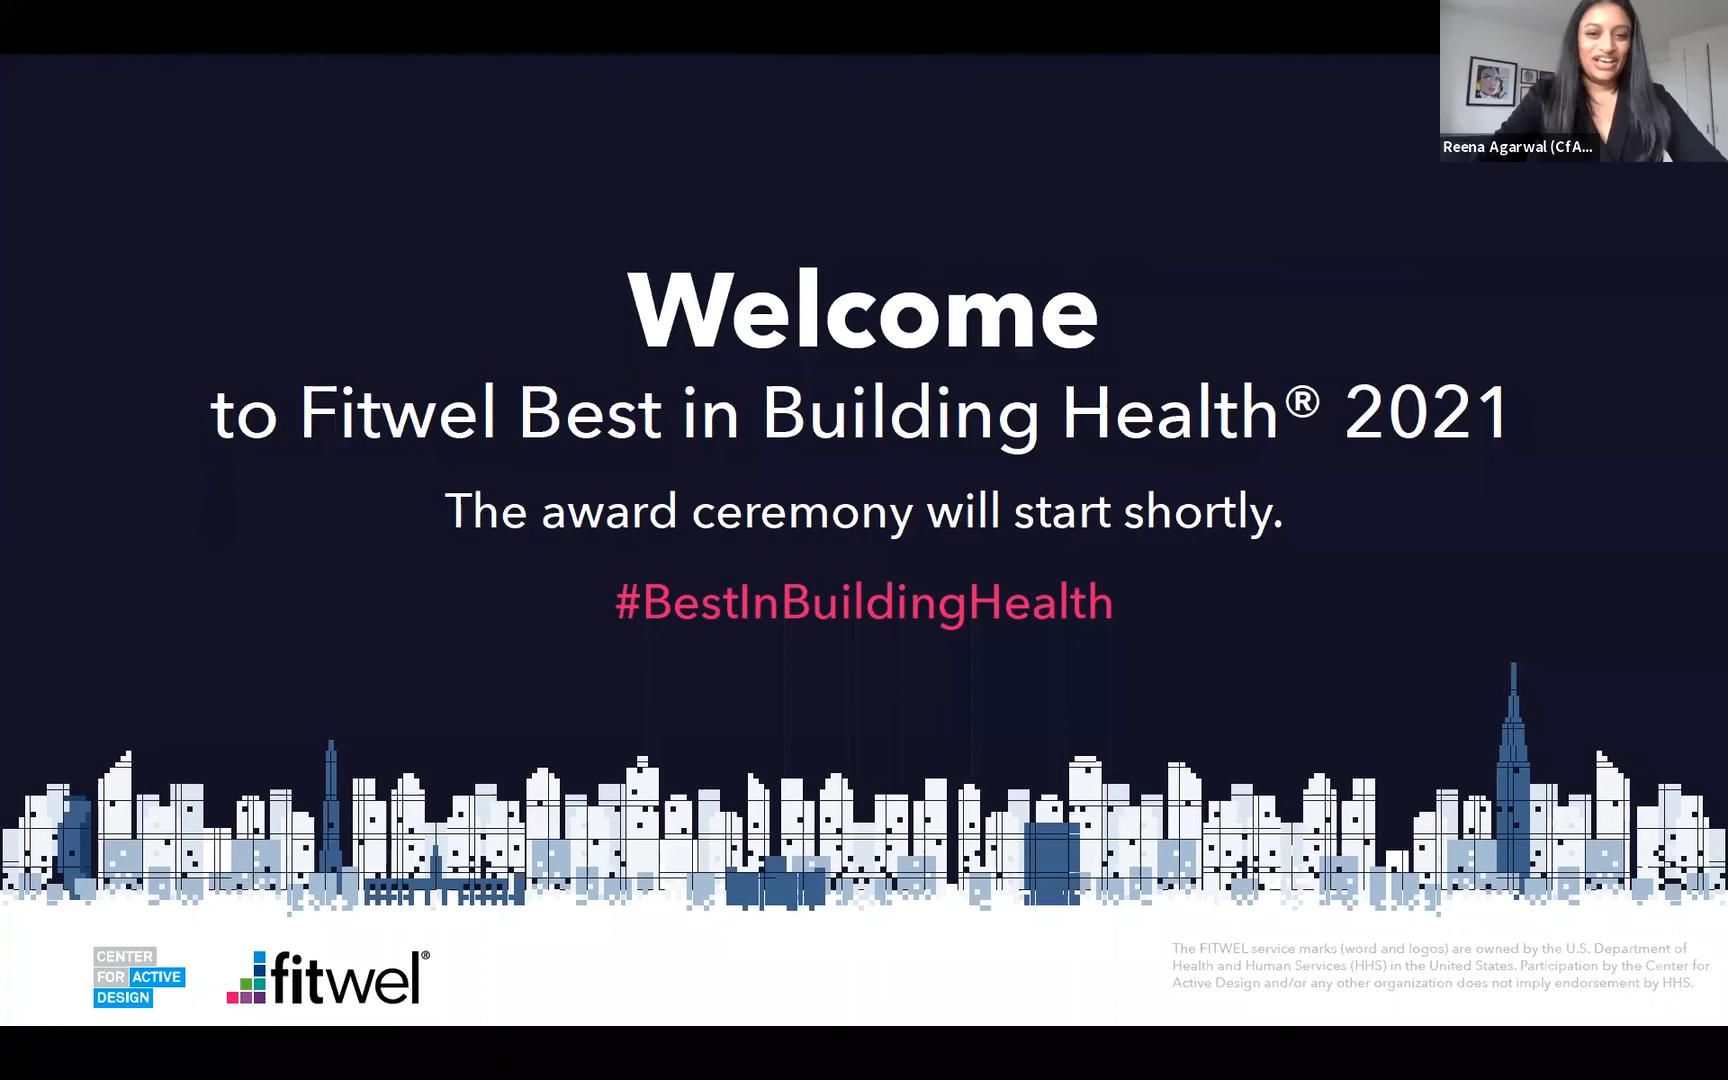 Reena Agarwal (CfA...
Welcome
to Fitwel Best in Building Health® 2021
The award ceremony will start shortly.
#BestInBuildingHealth
CENTER
FOR ACTIVE
DESIGN
fitwel®
The FITWEL service marks (word and logos) are owned by the U.S. Department of
Health and Human Services (HHS) in the United States. Participation by the Center for
Active Design and/or any other organization does not imply endorsement by HHS.